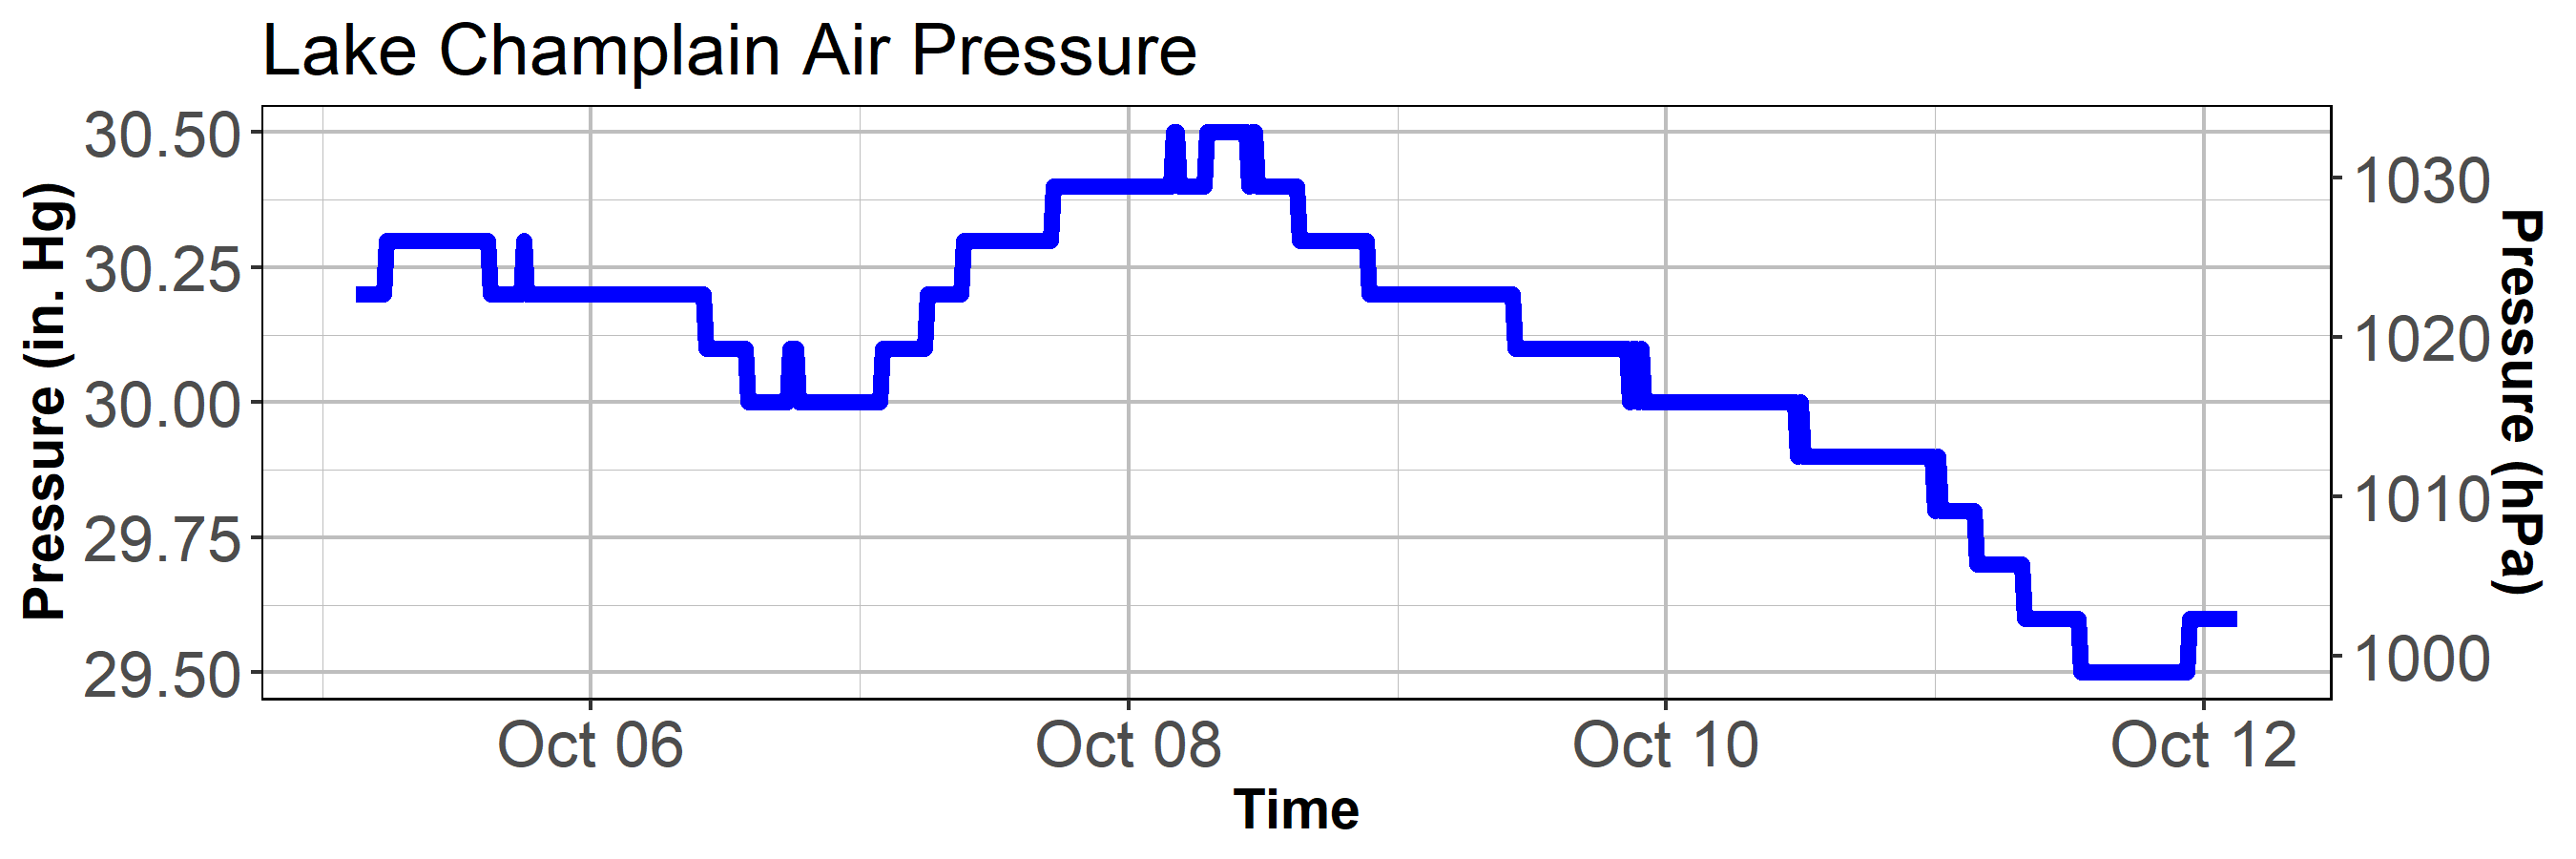 Lake Champlain Air Pressure
Pressure (in. Hg)
30.50
30.25
30.00
29.75
29.50
1030
1020
1010
1000
Pressure (hPa)
Oct 06 Oct 08 Oct 10 Oct 12
Time